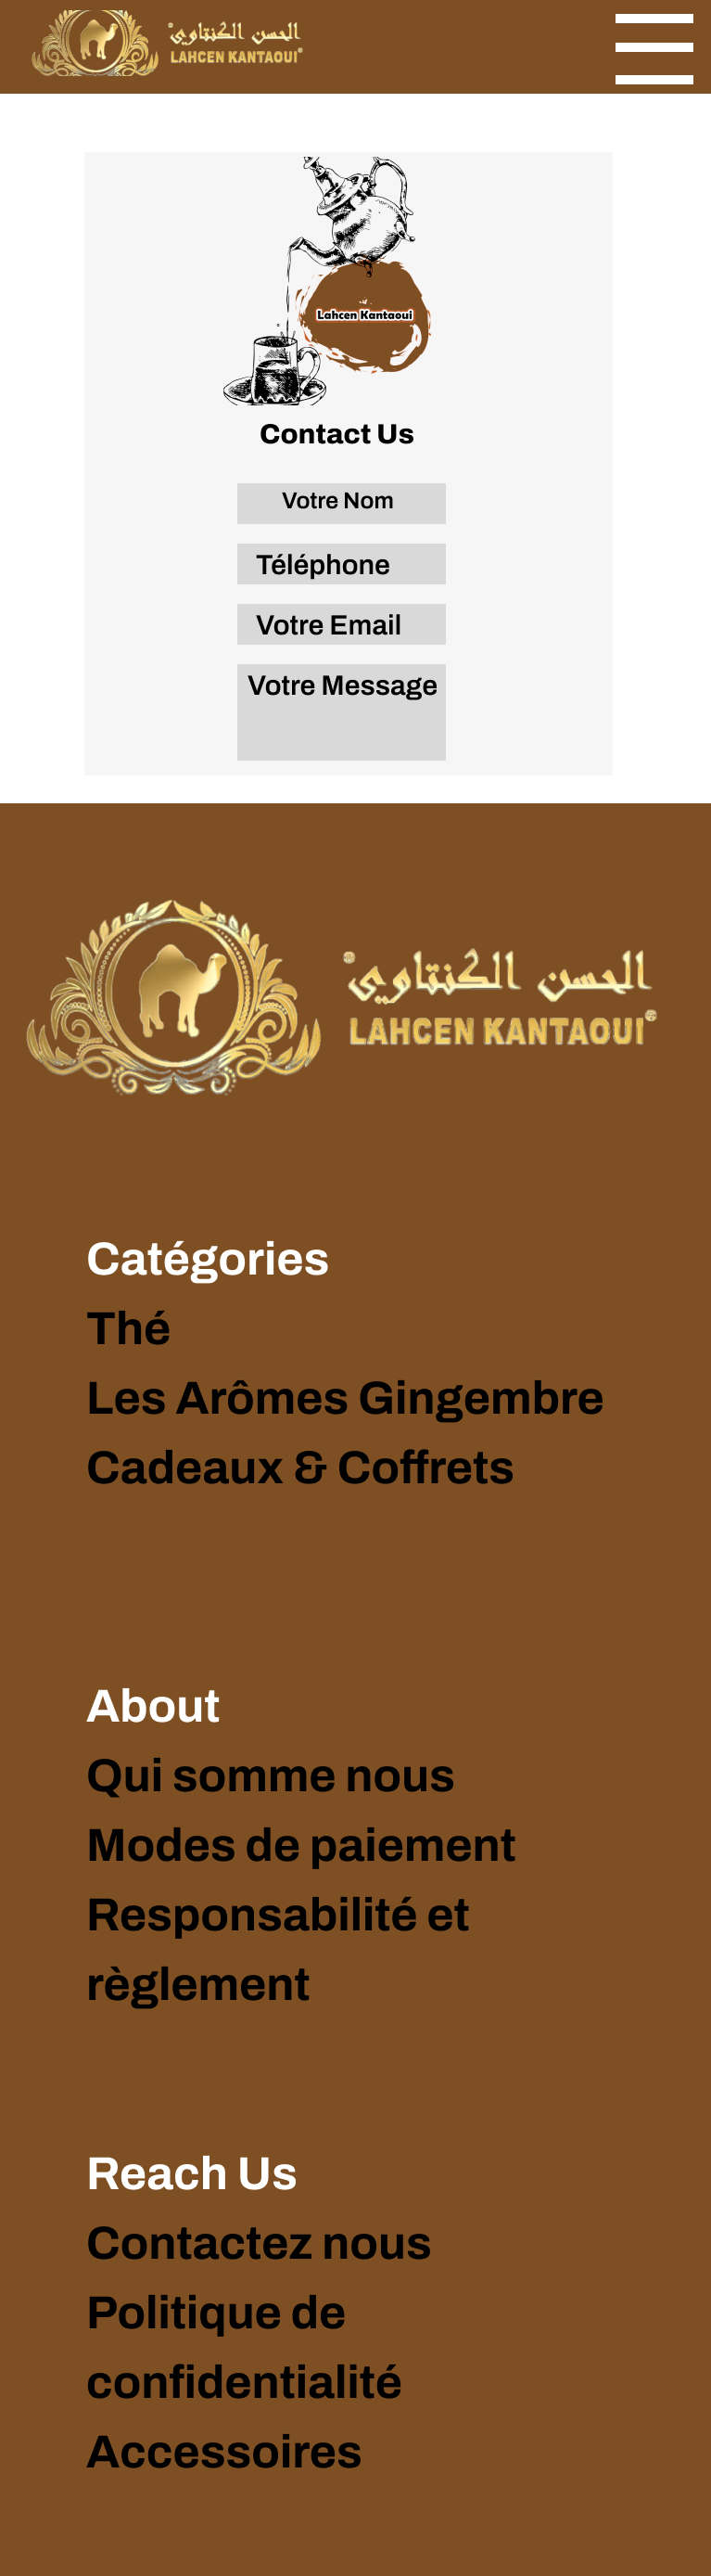 الحسن الكنتاوي
LAHCEN KANTAOUI
Lahcen Kantaoui
Contact Us
Votre Nom
Téléphone
Votre Email
Votre Message
الحسن الكنتاوي
LAHCEN KANTAOUI
Catégories
Thé
Les Arômes Gingembre
Cadeaux & Coffrets
About
Qui somme nous
Modes de paiement
Responsabilité et
règlement
Reach Us
Contactez nous
Politique de
confidentialité
Accessoires